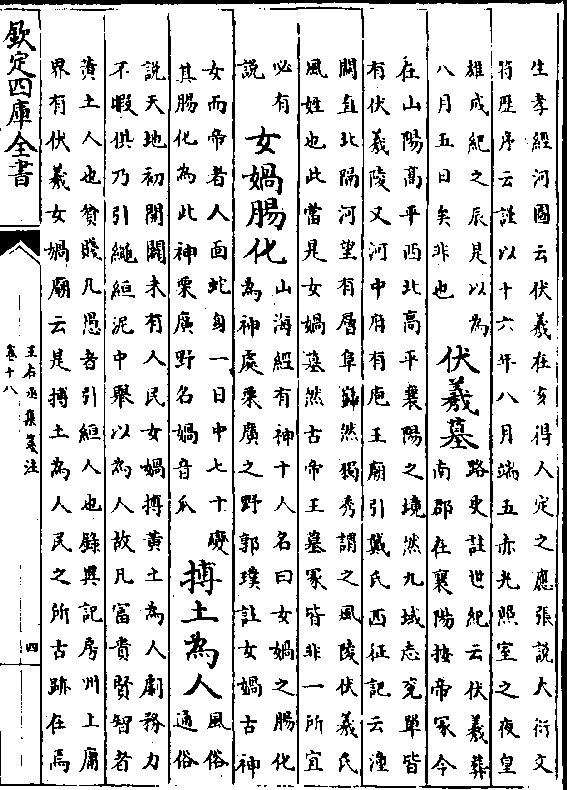 生孝經河圖云伏羲在亥得人定之應張說大衍文
符歷序云謹以十六年八月端五赤光照室之夜皇
雄成紀之辰是以為
八月五日矣非也
伏羲墓
路史註世紀云伏羲葬
南郡在襄陽按帝冢今
在山陽高平西北高平襄陽之境然九域志兖單皆
有伏羲陵又河中府有庖王廟引戴氏西征記云潼
關直北隔河望有層阜巋然獨秀謂之風陵伏羲氏
風姓也此當是女媧墓然古帝王墓冢皆非一所宜
必有
說
女媧腸化
山海經有神十人名曰女媧之腸化
為神處栗廣之野郭璞註女媧古神
女而帝者人面蛇身一日中七十變
其腸化為此神栗廣野名媧音瓜
摶土為人
風俗
通俗
說天地初開闢未有人民女媧摶黃土為人劇務力
不暇供乃引繩絙泥中舉以為人故凡富貴賢智者
黃土人也貧賤凡愚者引絙人也錄異記房州上庸
界有伏羲女媧廟云是摶土為人民之所古跡在焉
欽定四庫全書
王右丞集箋注
卷十八
四